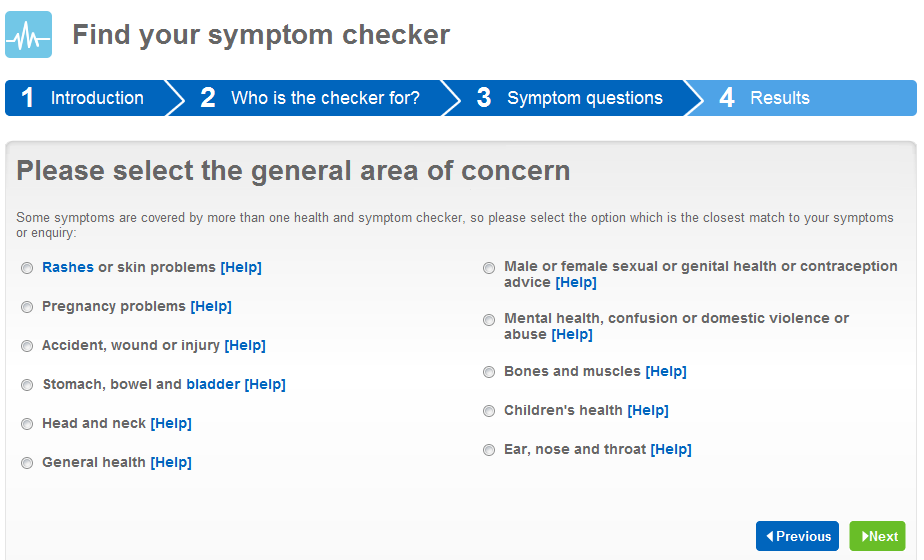 Find your symptom checker
1 Introduction 2 Who is the checker for? 3 Symptom questions 4 Results
Please select the general area of concern
Some symptoms are covered by more than one health and symptom checker, so please select the option which is the closest match to your symptoms
or enquiry:
Rashes or skin problems [Help]
Pregnancy problems [Help]
Accident, wound or injury [Help]
Stomach, bowel and bladder [Help]
Head and neck [Help]
General health [Help]
Male or female sexual or genital health or contraception
advice [Help]
Mental health, confusion or domestic violence or
abuse [Help]
Bones and muscles [Help]
Children's health [Help]
Ear, nose and throat [Help]
Previous Next